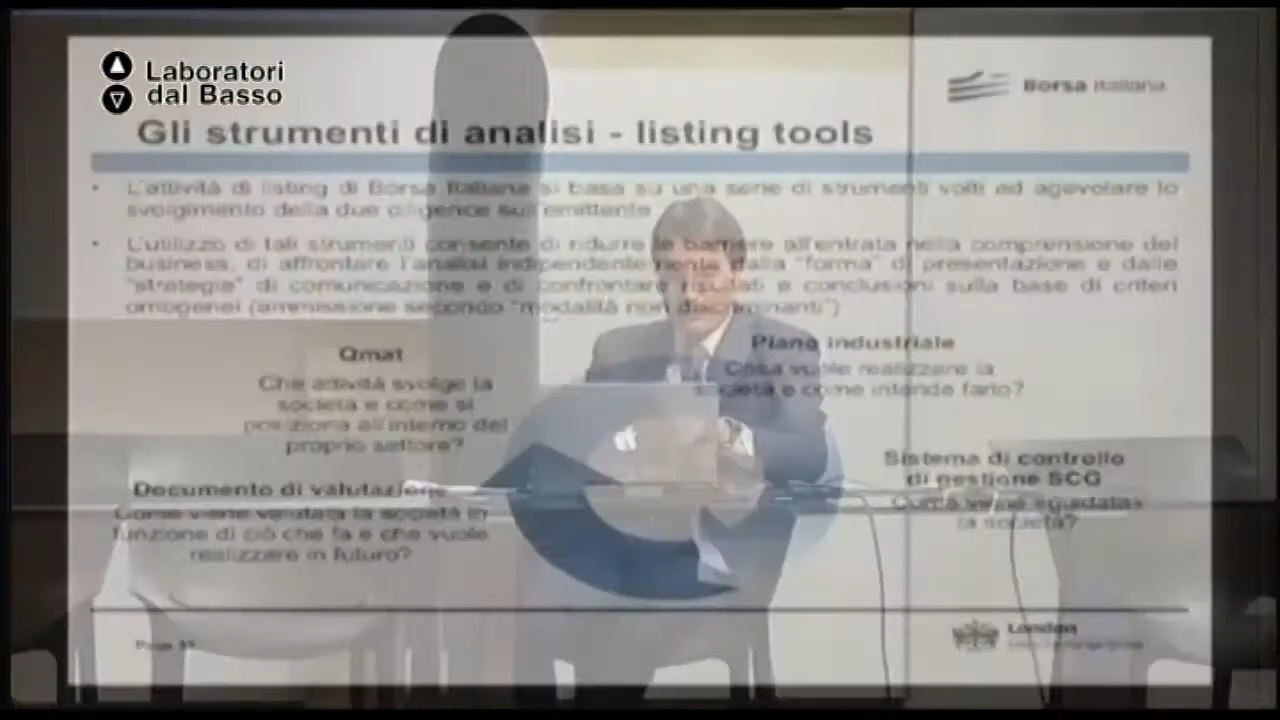 Laboratori
dal Basso
Borsa Italiana
Gli strumenti di analisi - listing tools
• L'attività di listing di Borsa Italiana si basa su una serie di strumenti volti ad agevolare lo
svolgimento della due diligence sull'emittente
• L'utilizzo di tali strumenti consente di ridurre le barriere all'entrata nella comprensione del
business, di affrontare l'analisi indipendentemente dalla "forma" di presentazione e dalle
"strategie" di comunicazione e di confrontare risultati e conclusioni sulla base di criteri
omogenei (ammissione secondo "modalità non discriminanti")
Qmat
Che attività svolge la
società e come si
posiziona all'interno del
proprio settore?
Piano industriale
Cosa vuole realizzare la
società e come intende farlo?
Sistema di controllo
di gestione SCG
Come viene "guidata"
la società?
Documento di valutazione
Come viene valutata la società in
funzione di ciò che fa e che vuole
realizzare in futuro?
Page
London